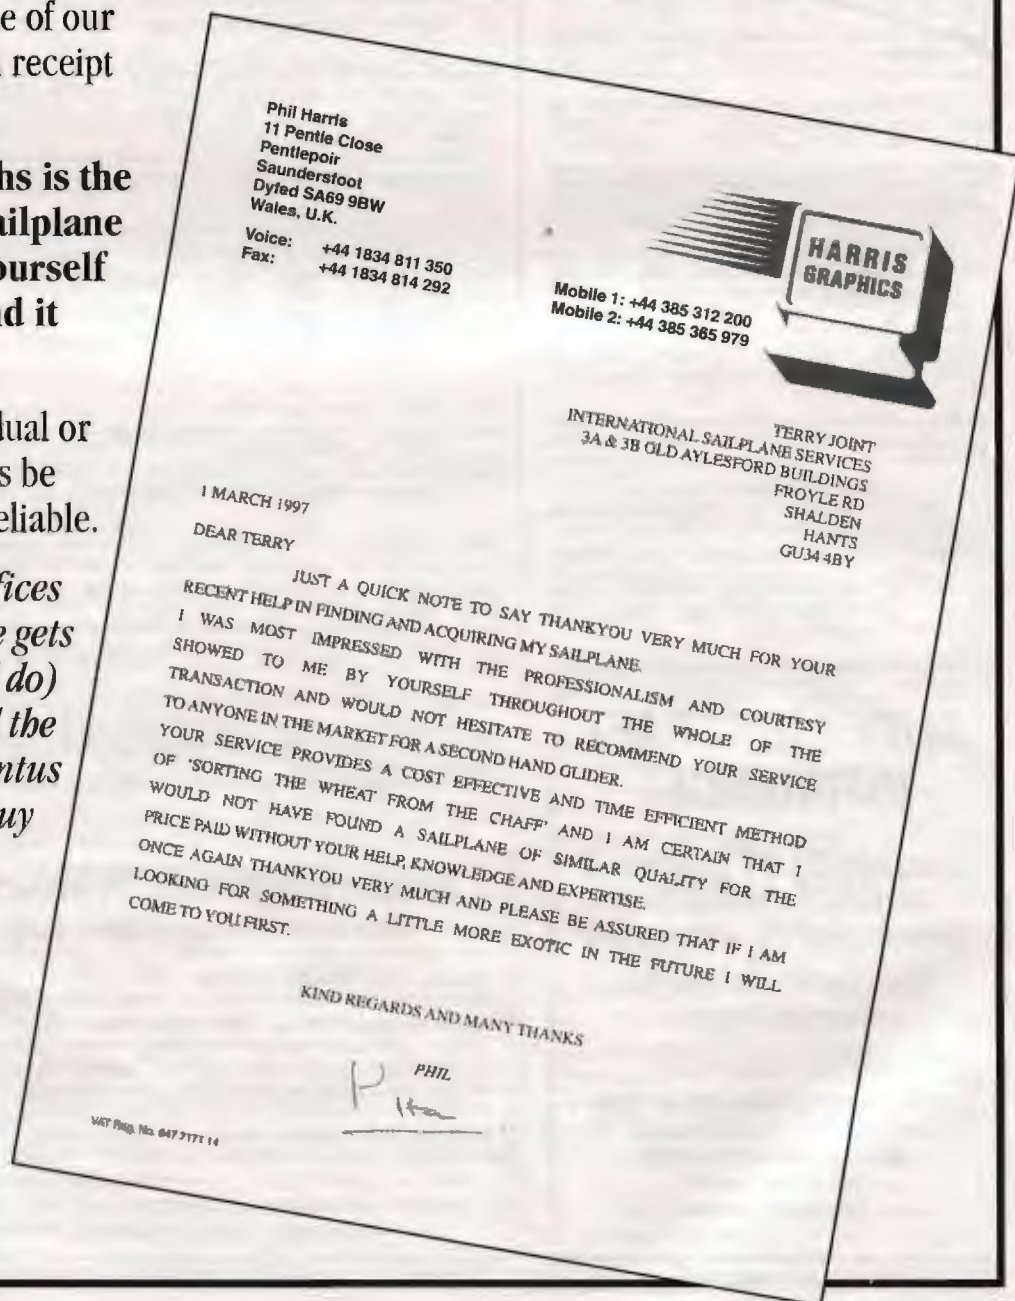 e of our
receipt
hs is the
ailplane
ourself
d it
lual or
s be
eliable.
fices
e gets
do)
the
ntus
uy
Phil Harris
11 Pentle Close
Pentlepoir
Saundersfoot
Dyfed SA69 9BW
Wales, U.K.
Voice: +44 1834 811 350
Fax: +44 1834 814 292
HARRIS
GRAPHICS
Mobile 1: +44 385 312 200
Mobile 2: +44 385 365 979
TERRY JOINT
INTERNATIONAL SAILPLANE SERVICES
3A & 3B OLD AYLESFORD BUILDINGS
FROYLE RD
SHALDEN
HANTS
GU34 4BY
1 MARCH 1997
DEAR TERRY
JUST A QUICK NOTE TO SAY THANKYOU VERY MUCH FOR YOUR
RECENT HELP IN FINDING AND ACQUIRING MY SAILPLANE.
I WAS MOST IMPRESSED WITH THE PROFESSIONALISM AND COURTESY
SHOWED TO ME BY YOURSELF THROUGHOUT THE WHOLE OF THE
TRANSACTION AND WOULD NOT HESITATE TO RECOMMEND YOUR SERVICE
TO ANYONE IN THE MARKET FOR A SECOND HAND GLIDER.
YOUR SERVICE PROVIDES A COST EFFECTIVE AND TIME EFFICIENT METHOD
OF 'SORTING THE WHEAT FROM THE CHAFF' AND I AM CERTAIN THAT I
WOULD NOT HAVE FOUND A SAILPLANE OF SIMILAR QUALITY FOR THE
PRICE PAID WITHOUT YOUR HELP, KNOWLEDGE AND EXPERTISE.
ONCE AGAIN THANKYOU VERY MUCH AND PLEASE BE ASSURED THAT IF I AM
LOOKING FOR SOMETHING A LITTLE MORE EXOTIC IN THE FUTURE I WILL
COME TO YOU FIRST.
KIND REGARDS AND MANY THANKS
PHIL
VAT Reg. No. 647 7171 14